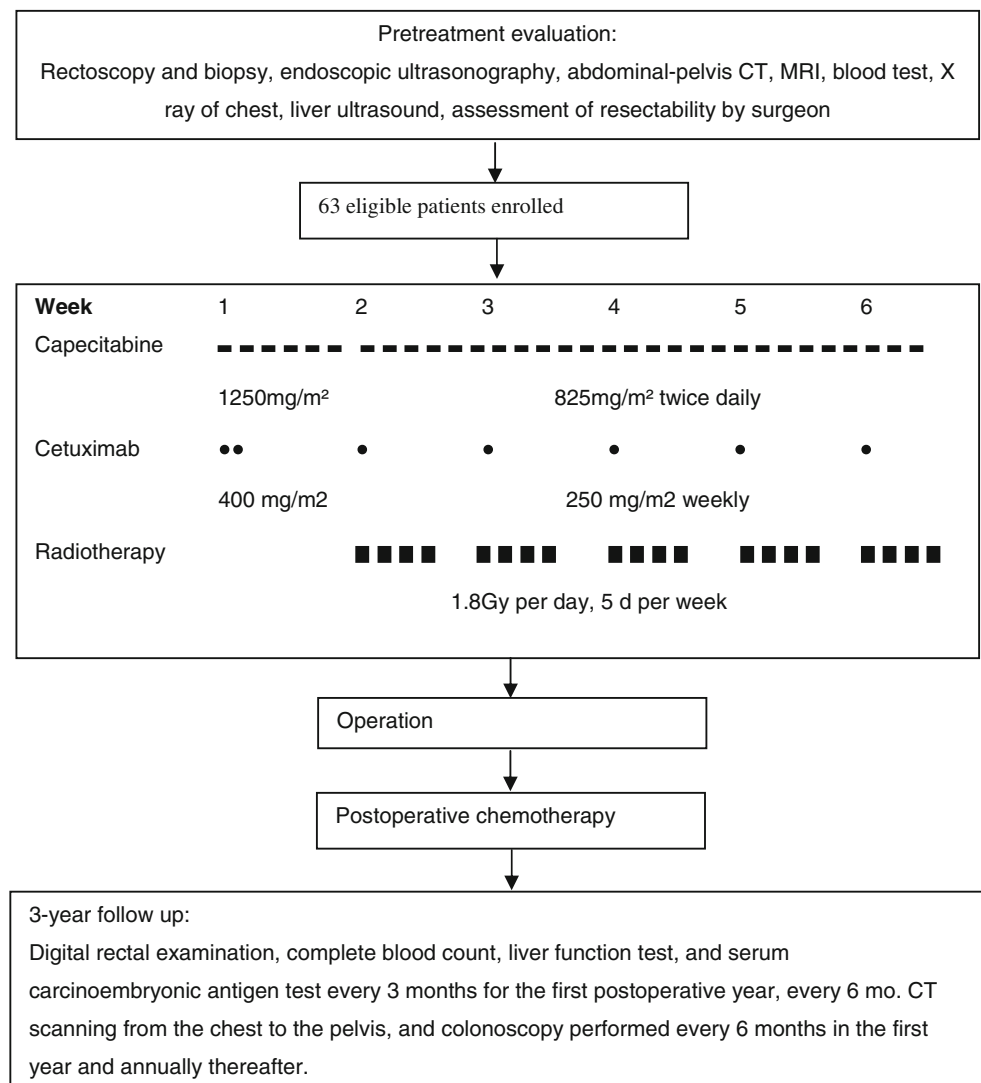 Pretreatment evaluation:
Rectoscopy and biopsy, endoscopic ultrasonography, abdominal-pelvis CT, MRI, blood test, X
ray of chest, liver ultrasound, assessment of resectability by surgeon
63 eligible patients enrolled
Week 1 2 3 4 5 6
Capecitabine
1250mg/m² 825mg/m² twice daily
Cetuximab
400 mg/m2 250 mg/m2 weekly
Radiotherapy
1.8Gy per day, 5 d per week
Operation
Postoperative chemotherapy
3-year follow up:
Digital rectal examination, complete blood count, liver function test, and serum
carcinoembryonic antigen test every 3 months for the first postoperative year, every 6 mo. CT
scanning from the chest to the pelvis, and colonoscopy performed every 6 months in the first
year and annually thereafter.